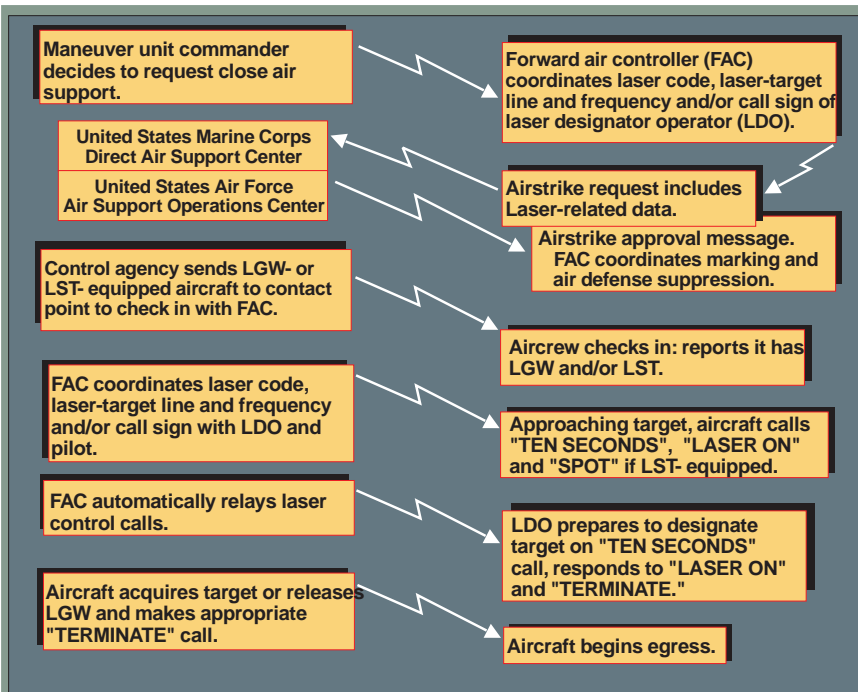 Maneuver unit commander
decides to request close air
support.
Forward air controller (FAC)
coordinates laser code, laser-target
line and frequency and/or call sign of
laser designator operator (LDO).
United States Marine Corps
Direct Air Support Center
United States Air Force
Air Support Operations Center
Airstrike request includes
Laser-related data.
Airstrike approval message.
FAC coordinates marking and
air defense suppression.
Control agency sends LGW- or
LST- equipped aircraft to contact
point to check in with FAC.
Aircrew checks in: reports it has
LGW and/or LST.
FAC coordinates laser code,
laser-target line and frequency
and/or call sign with LDO and
pilot.
Approaching target, aircraft calls
"TEN SECONDS", "LASER ON"
and "SPOT" if LST- equipped.
FAC automatically relays laser
control calls.
LDO prepares to designate
target on "TEN SECONDS"
call, responds to "LASER ON"
and "TERMINATE."
Aircraft acquires target or releases
LGW and makes appropriate
"TERMINATE" call.
Aircraft begins egress.